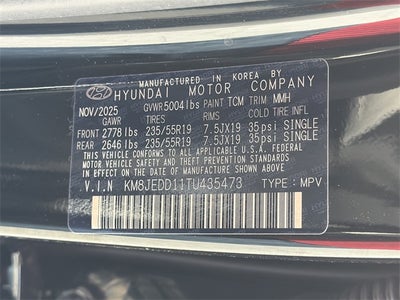 MANUFACTURED IN KOREA BY
HYUNDAI MOTOR COMPANY
NOV/2025 GVWR 5004 lbs PAINT TCM TRIM MMH
GAWR TIRES RIMS COLD TIRE INFL
FRONT 2778 lbs 235/55R19 7.5JX19 35psi SINGLE
REAR 2646 lbs 235/55R19 7.5JX19 35psi SINGLE
THIS VEHICLE CONFORMS TO ALL APPLICABLE U.S.A. FEDERAL
MOTOR VEHICLE SAFETY, BUMPER, AND THEFT PREVENTION
STANDARDS IN EFFECT ON THE DATE OF MANUFACTURE SHOWN ABOVE.
V.I.N KM8JEDD11TU435473 TYPE: MPV